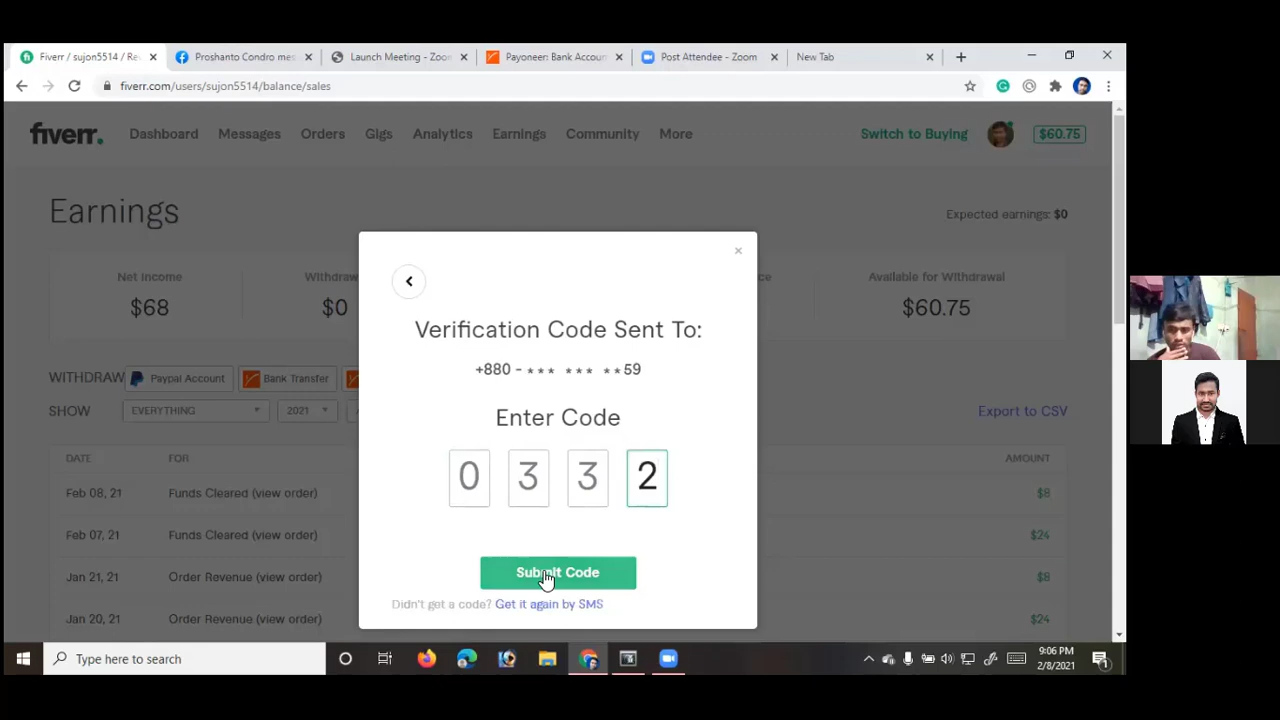 Fiverr / sujon5514 / Re
Proshanto Condro me
Launch Meeting - Zoo
Payoneer: Bank Accou
Post Attendee - Zoom
New Tab
fiverr.com/users/sujon5514/balance/sales
fiverr.
Dashboard Messages Orders Gigs Analytics Earnings Community More
Switch to Buying
$60.75
Earnings
Expected earnings: $0
Net Income
Withdraw
ce
Available for Withdrawal
$68
$0
$60.75
Verification Code Sent To:
+880 - *** *** **59
Enter Code
0 3 3 2
Submit Code
Didn't get a code? Get it again by SMS
WITHDRAW
Paypal Account
Bank Transfer
SHOW
EVERYTHING
2021
Export to CSV
DATE FOR AMOUNT
Feb 08, 21 Funds Cleared (view order) $8
Feb 07, 21 Funds Cleared (view order) $24
Jan 21, 21 Order Revenue (view order) $8
Jan 20, 21 Order Revenue (view order) $24
Type here to search
9:06 PM
2/8/2021